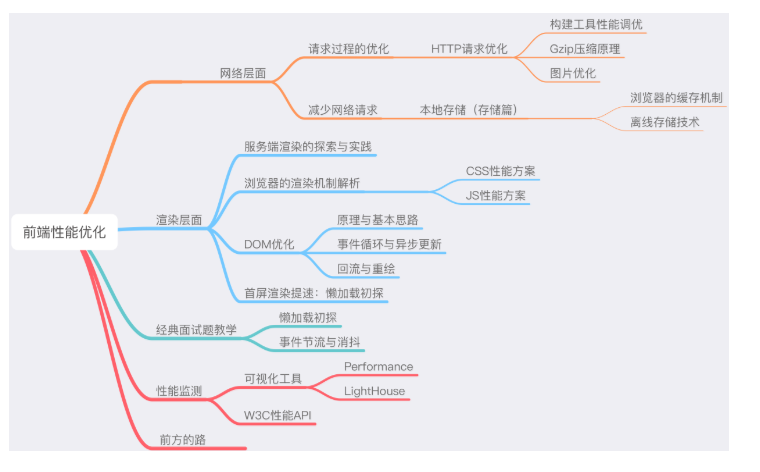 前端性能优化
网络层面
请求过程的优化
HTTP请求优化
构建工具性能调优
Gzip压缩原理
图片优化
减少网络请求
本地存储（存储篇）
浏览器的缓存机制
离线存储技术
渲染层面
服务端渲染的探索与实践
浏览器的渲染机制解析
CSS性能方案
JS性能方案
DOM优化
原理与基本思路
事件循环与异步更新
回流与重绘
首屏渲染提速：懒加载初探
经典面试题教学
懒加载初探
事件节流与消抖
性能监测
可视化工具
Performance
LightHouse
W3C性能API
前方的路